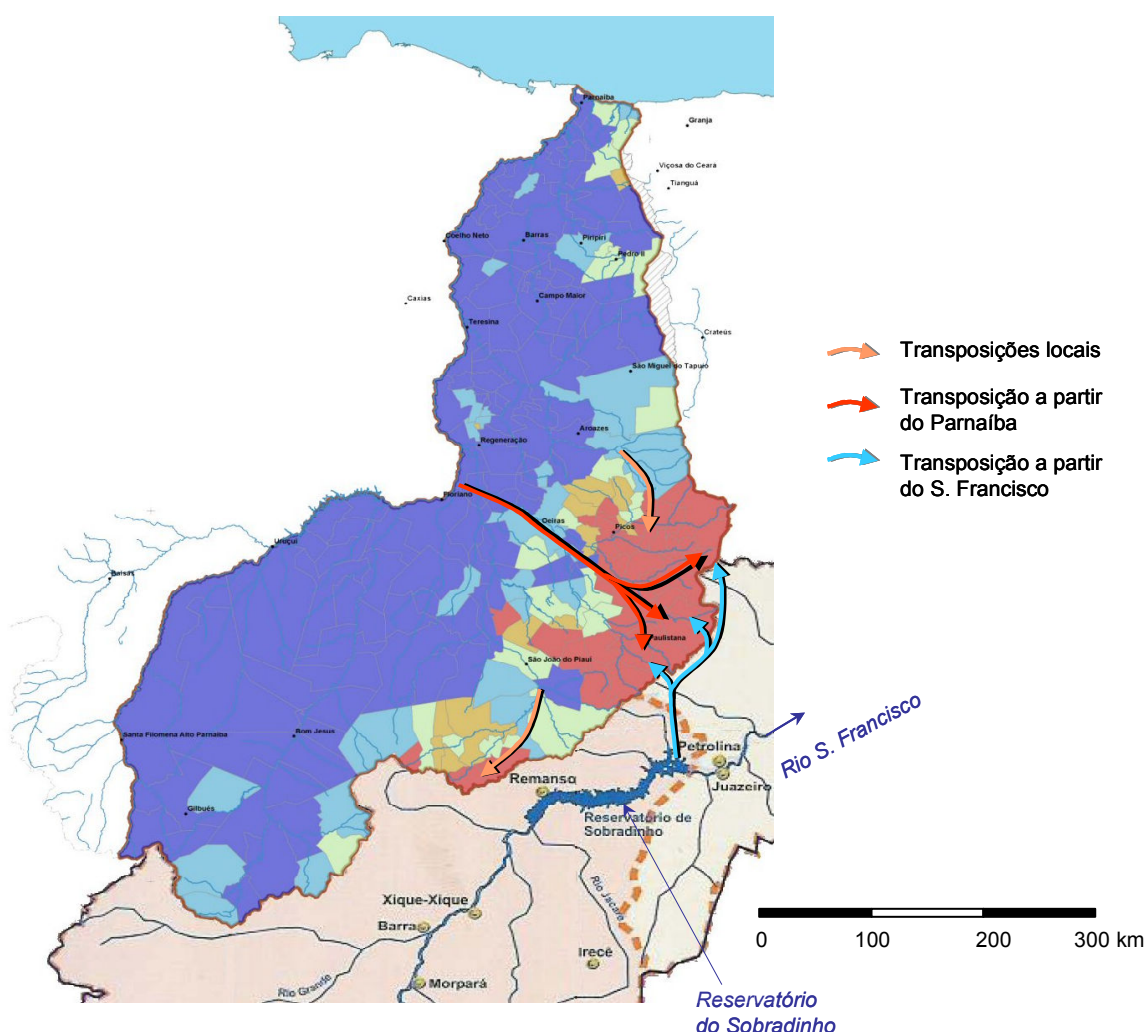 Parnaíba
Granja
Viçosa do Ceará
Tianguá
Coelho Neto
Barras
Piripiri
Pedro II
Caxias
Campo Maior
Teresina
Crateús
São Miguel do Tapuio
Transposições locais
Transposição a partir
do Parnaíba
Transposição a partir
do S. Francisco
Aroazes
Regeneração
Floriano
Oeiras
Picos
Uruçuí
Balsas
Paulistana
São João do Piauí
Santa Filomena Alto Parnaíba
Bom Jesus
Rio S. Francisco
Petrolina
Juazeiro
Remanso
Reservatório de
Sobradinho
Gilbués
Rio Jacaré
Xique-Xique
Barra
Irecê
Rio Grande
Morpará
0 100 200 300 km
Reservatório
do Sobradinho